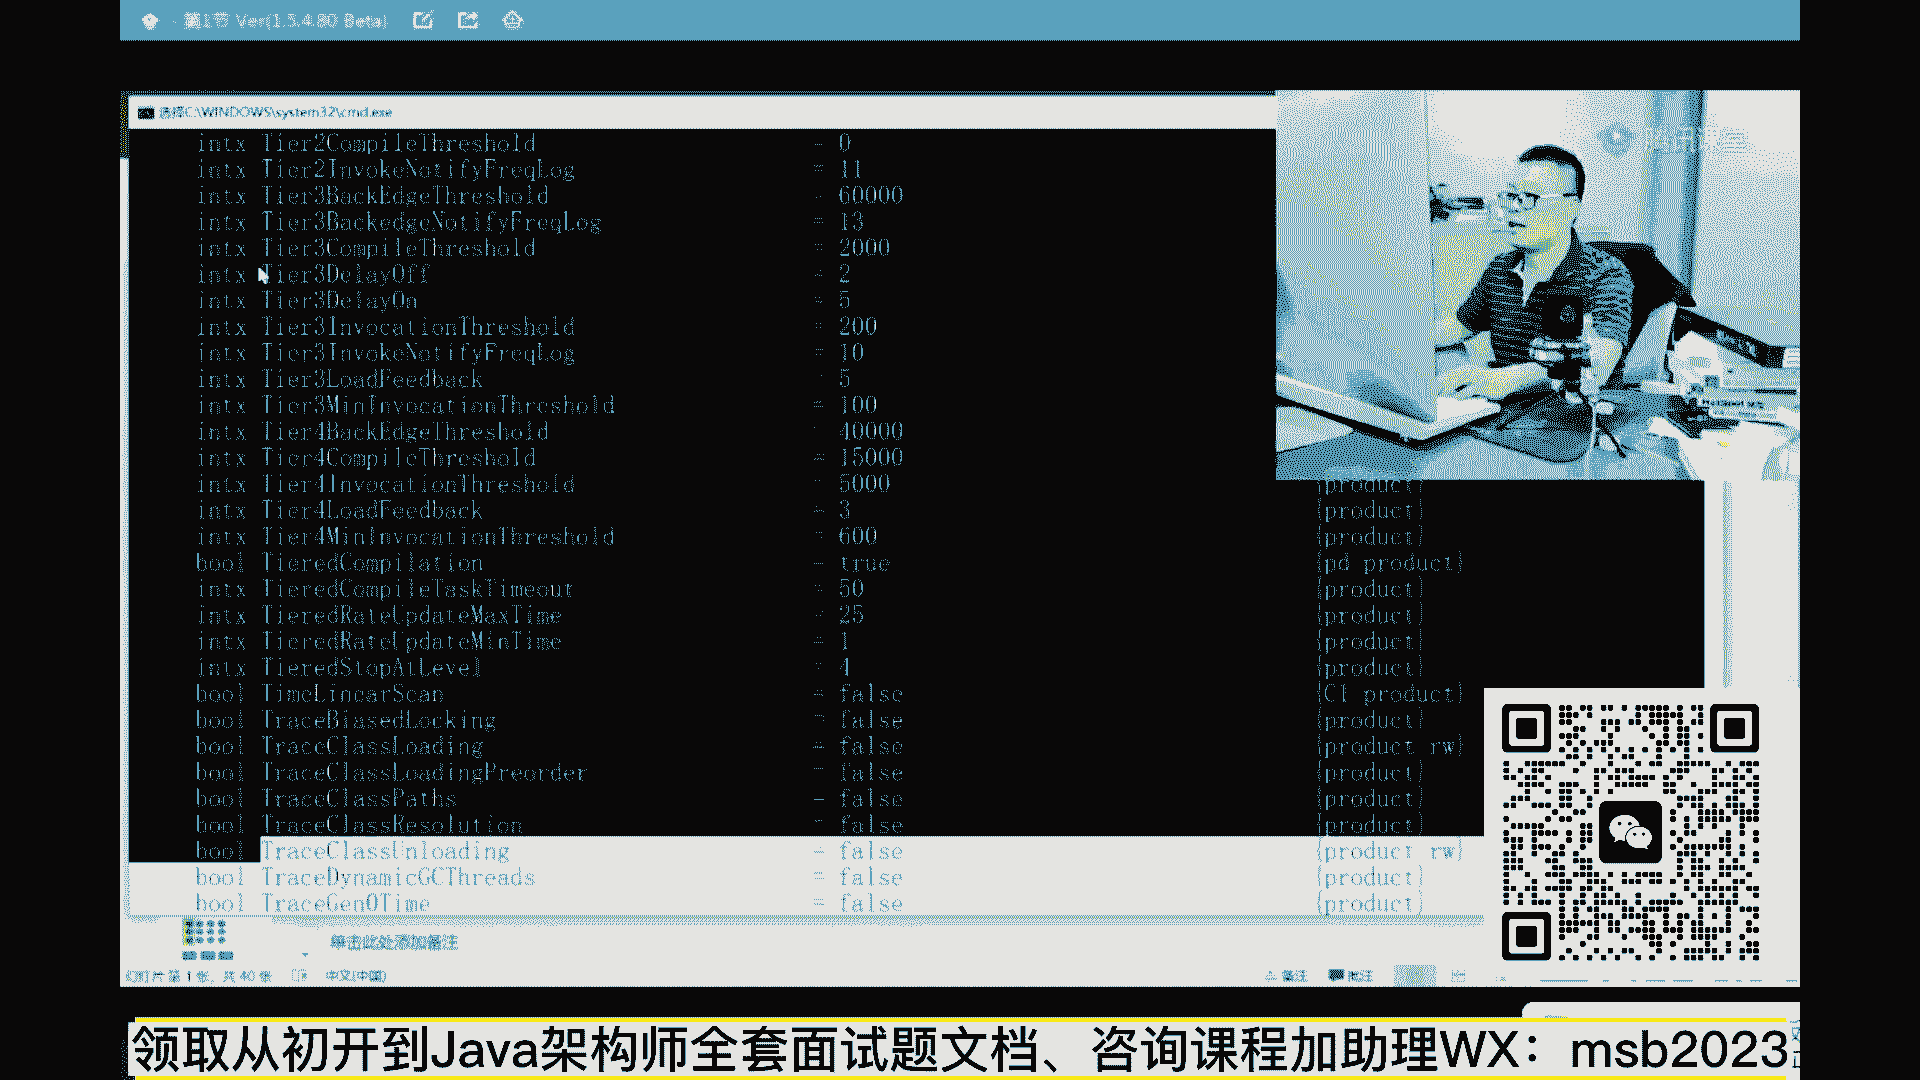 第1节 Ver(1.5.4.80 Beta)
选择C:\WINDOWS\system32\cmd.exe
腾讯课堂
intx Tier2CompileThreshold = 0
intx Tier2InvokeNotifyFreqLog = 11
intx Tier3BackEdgeThreshold = 60000
intx Tier3BackedgeNotifyFreqLog = 13
intx Tier3CompileThreshold = 2000
intx Tier3DelayOff = 2
intx Tier3DelayOn = 5
intx Tier3InvocationThreshold = 200
intx Tier3InvokeNotifyFreqLog = 10
intx Tier3LoadFeedback = 5
intx Tier3MinInvocationThreshold = 100
intx Tier4BackEdgeThreshold = 40000
intx Tier4CompileThreshold = 15000
intx Tier4InvocationThreshold = 5000 {product}
intx Tier4LoadFeedback = 3 {product}
intx Tier4MinInvocationThreshold = 600 {product}
bool TieredCompilation = true {pd product}
intx TieredCompileTaskTimeout = 50 {product}
intx TieredRateUpdateMaxTime = 25 {product}
intx TieredRateUpdateMinTime = 1 {product}
intx TieredStopAtLevel = 4 {product}
bool TimeLinearScan = false {C1 product}
bool TraceBiasedLocking = false {product}
bool TraceClassLoading = false {product rw}
bool TraceClassLoadingPreorder = false {product}
bool TraceClassPaths = false {product}
bool TraceClassResolution = false {product}
bool TraceClassUnloading = false {product rw}
bool TraceDynamicGCThreads = false {product}
bool TraceGen0Time = false {product}
单击此处添加备注
幻灯片 第 1 张，共 40 张 中文(中国) 备注 批注
领取从初开到Java架构师全套面试题文档、咨询课程加助理WX：msb2023